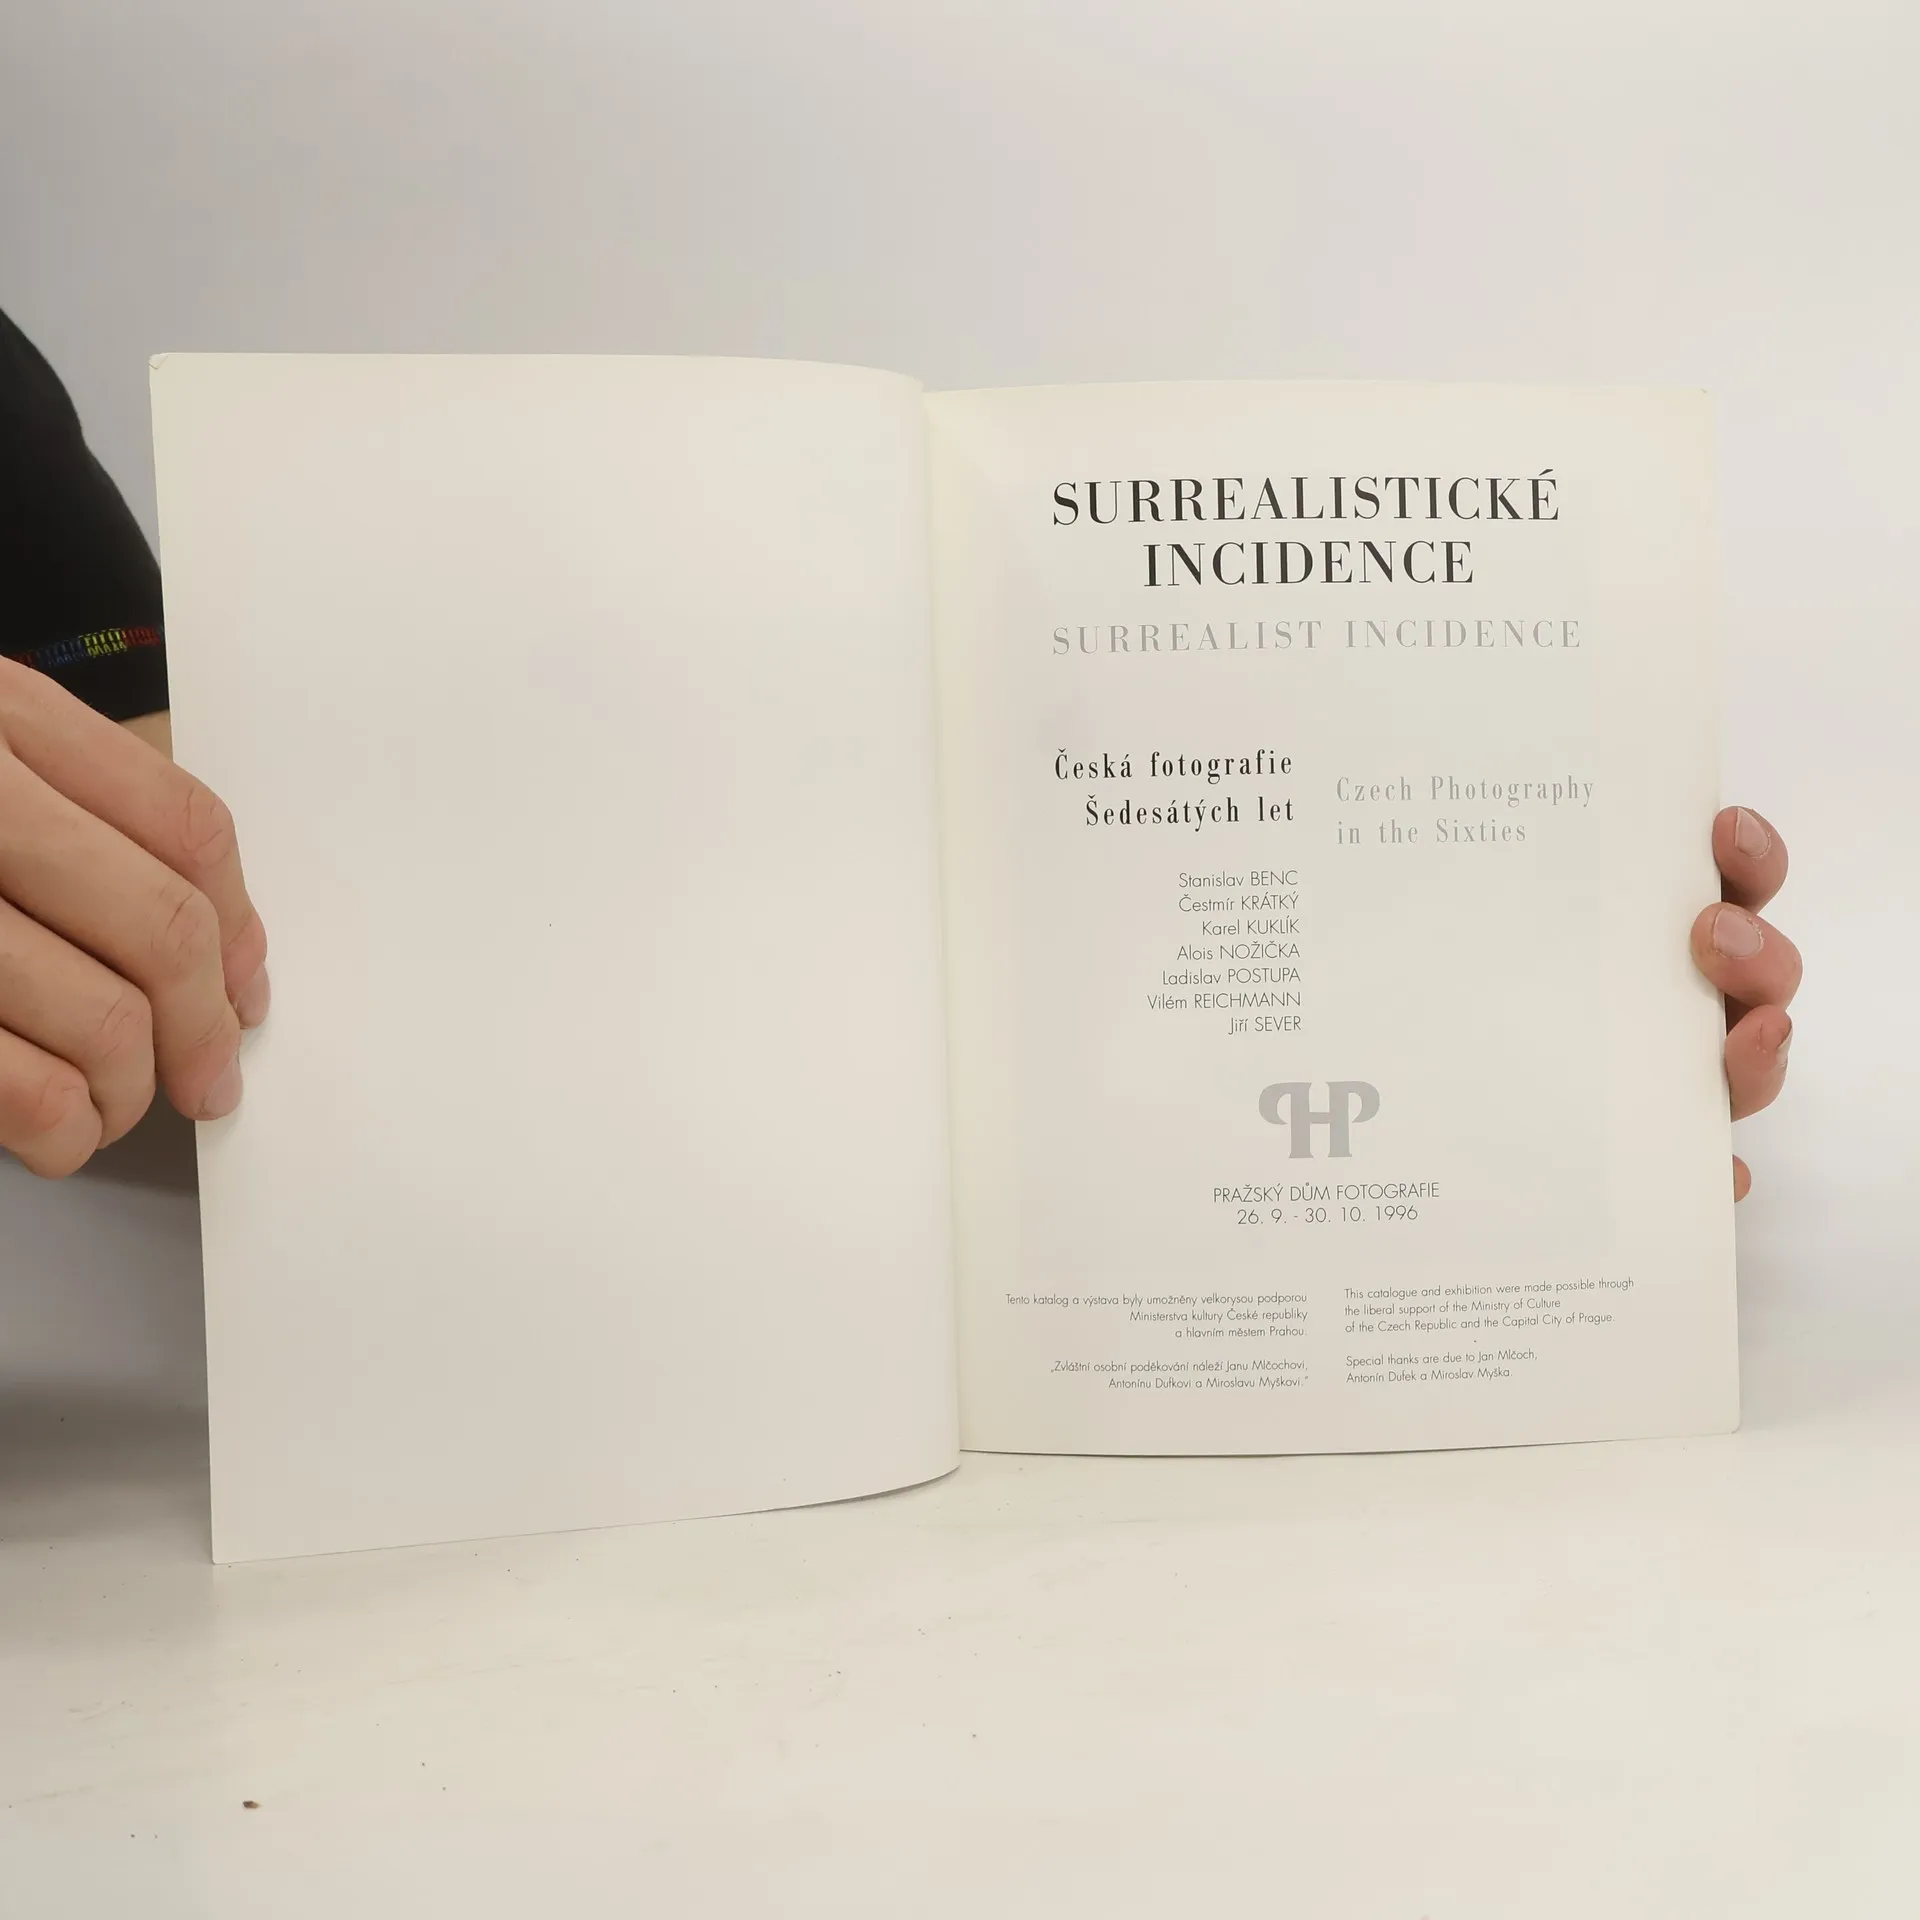 SURREALISTICKÉ
INCIDENCE
SURREALIST INCIDENCE
Česká fotografie
Šedesátých let
Czech Photography
in the Sixties
Stanislav BENC
Čestmír KRÁTKÝ
Karel KUKLÍK
Alois NOŽIČKA
Ladislav POSTUPA
Vilém REICHMANN
Jiří SEVER
PHP
PRAŽSKÝ DŮM FOTOGRAFIE
26. 9. - 30. 10. 1996
Tento katalog a výstava byly umožněny velkorysou podporou
Ministerstva kultury České republiky
a hlavním městem Prahou.
„Zvláštní osobní poděkování náleží Janu Mlčochovi,
Antonínu Dufkovi a Miroslavu Myškovi.“
This catalogue and exhibition were made possible through
the liberal support of the Ministry of Culture
of the Czech Republic and the Capital City of Prague.
Special thanks are due to Jan Mlčoch,
Antonín Dufek a Miroslav Myška.